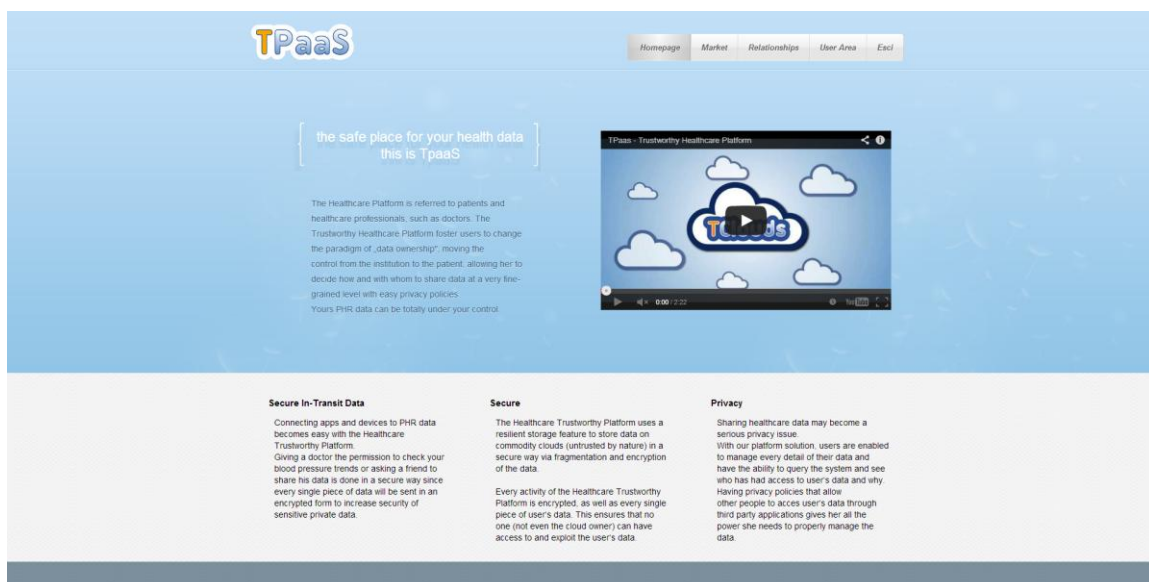 TPaaS
Homepage Market Relationships User Area Esci
the safe place for your health data
this is TpaaS
TPaas - Trustworthy Healthcare Platform
The Healthcare Platform is referred to patients and
healthcare professionals, such as doctors. The
Trustworthy Healthcare Platform foster users to change
the paradigm of „data ownership", moving the
control from the institution to the patient, allowing her to
decide how and with whom to share data at a very fine-
grained level with easy privacy policies
Yours PHR data can be totally under your control.
TClouds
0:00 / 2:22
YouTube
Secure In-Transit Data
Connecting apps and devices to PHR data
becomes easy with the Healthcare
Trustworthy Platform.
Giving a doctor the permission to check your
blood pressure trends or asking a friend to
share his data is done in a secure way since
every single piece of data will be sent in an
encrypted form to increase security of
sensitive private data.
Secure
The Healthcare Trustworthy Platform uses a
resilient storage feature to store data on
commodity clouds (untrusted by nature) in a
secure way via fragmentation and encryption
of the data.
Every activity of the Healthcare Trustworthy
Platform is encrypted, as well as every single
piece of user's data. This ensures that no
one (not even the cloud owner) can have
access to and exploit the user's data.
Privacy
Sharing healthcare data may become a
serious privacy issue.
With our platform solution, users are enabled
to manage every detail of their data and
have the ability to query the system and see
who has had access to user's data and why.
Having privacy policies that allow
other people to acces user's data through
third party applications gives her all the
power she needs to properly manage the
data.